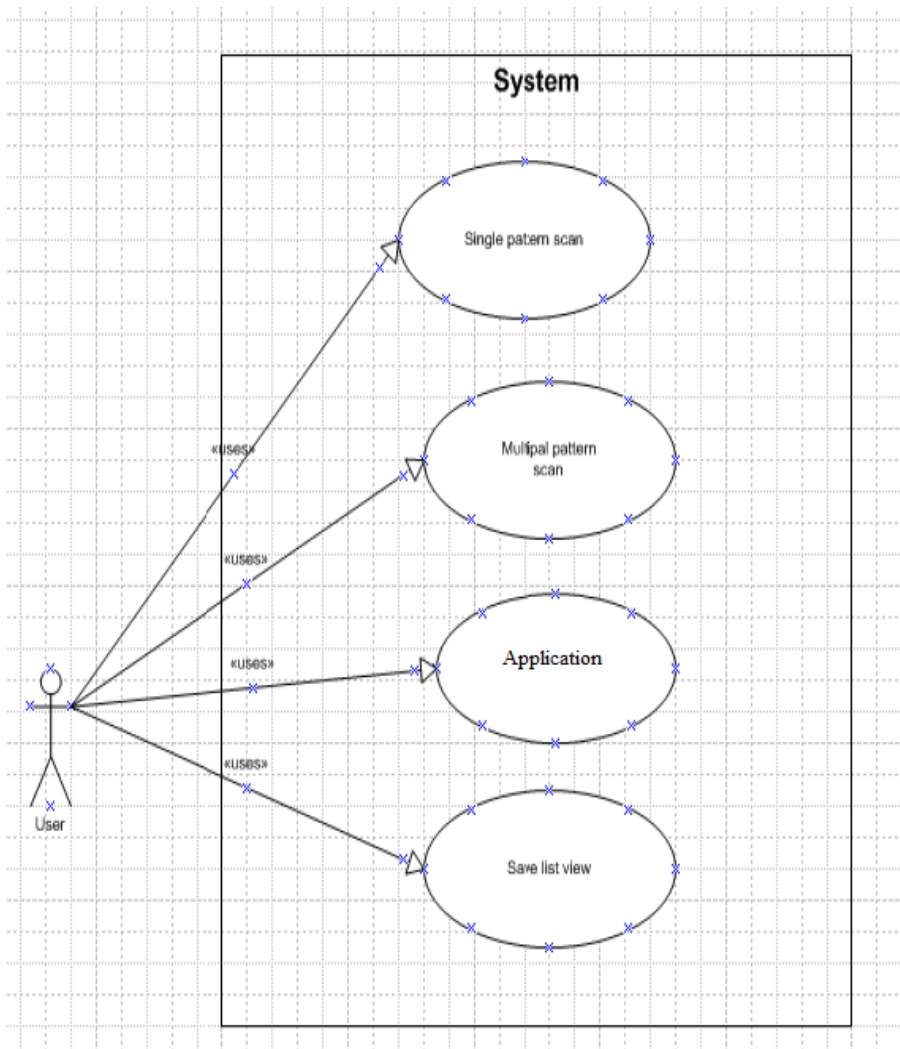 System
Single pattern scan
«uses»
Multipal pattern
scan
«uses»
«uses»
Application
«uses»
User
Save list view